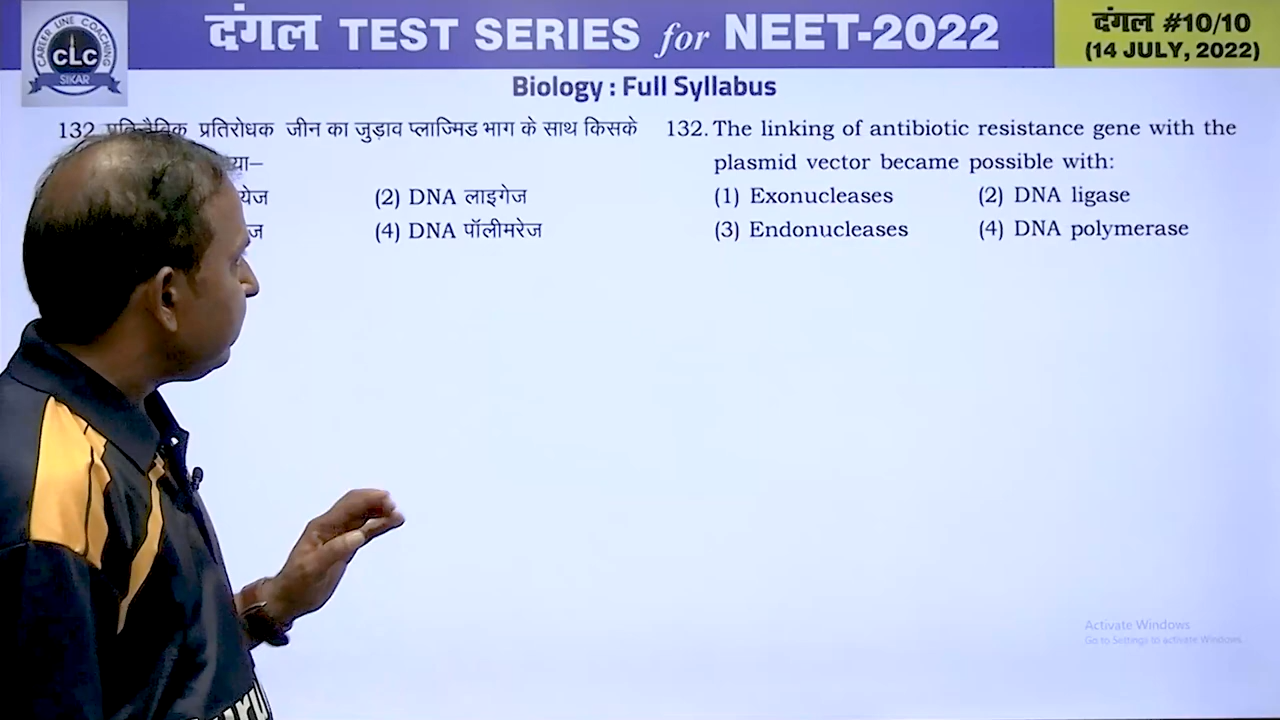 दंगल TEST SERIES for NEET-2022
दंगल #10/10
(14 JULY, 2022)
CAREER LINE COACHING
CLC
SIKAR
Biology : Full Syllabus
132. प्रतिजैविक प्रतिरोधक जीन का जुड़ाव प्लाज्मिड भाग के साथ किसके
(2) DNA लाइगेज
(4) DNA पॉलीमरेज
132. The linking of antibiotic resistance gene with the
plasmid vector became possible with:
(1) Exonucleases (2) DNA ligase
(3) Endonucleases (4) DNA polymerase
Activate Windows
Go to Settings to activate Windows.